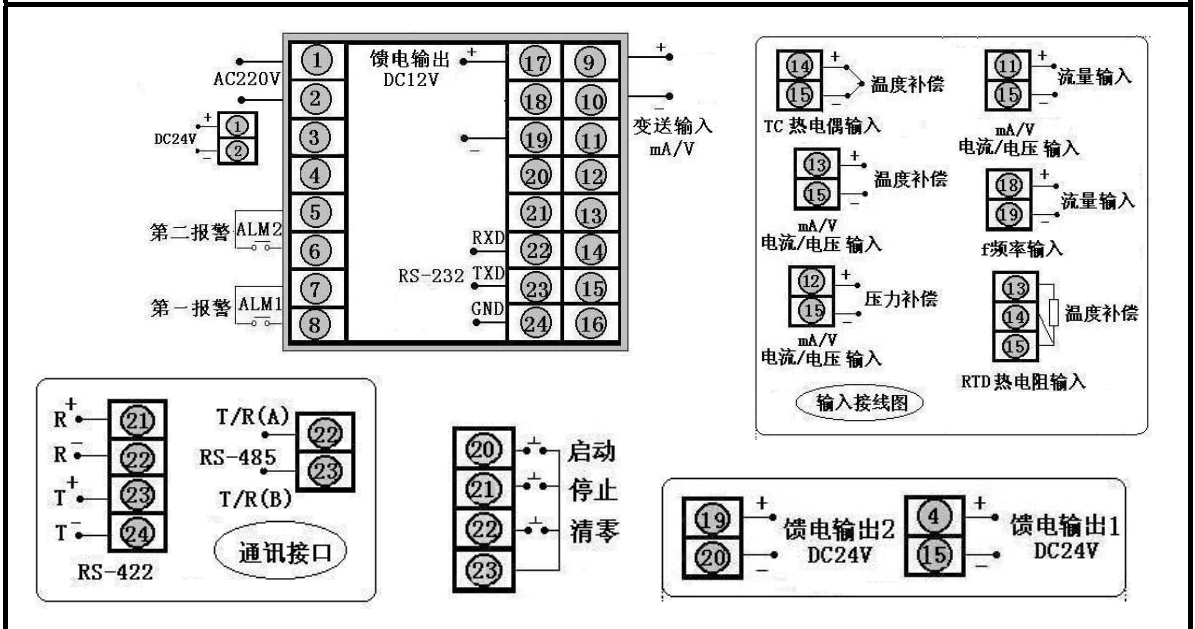 AC220V
DC24V
+
1
−
2
第二报警 ALM2
第一报警 ALM1
1
2
3
4
5
6
7
8
馈电输出 +
DC12V
−
RXD
RS-232 TXD
GND
17 9
18 10
19 11
20 12
21 13
22 14
23 15
24 16
+
−
变送输入
mA/V
14 +
15 −
温度补偿
TC 热电偶输入
11 +
15 −
流量输入
mA/V
电流/电压 输入
13 +
15 −
温度补偿
mA/V
电流/电压 输入
18 +
19 −
流量输入
f频率输入
12 +
15 −
压力补偿
mA/V
电流/电压 输入
13
14
15
温度补偿
RTD 热电阻输入
输入接线图
R+ 21
R− 22
T+ 23
T− 24
RS-422
T/R(A) 22
RS-485
23
T/R(B)
通讯接口
20 启动
21 停止
22 清零
23
19 +
20 −
馈电输出2
DC24V
4 +
15 −
馈电输出1
DC24V